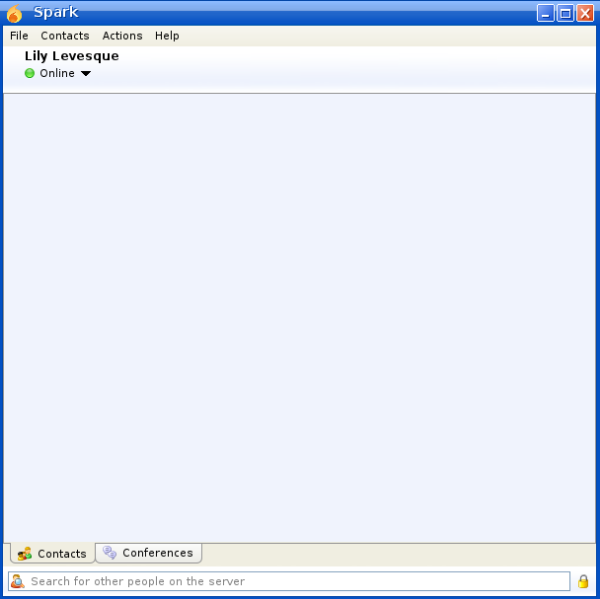 Spark
File Contacts Actions Help
Lily Levesque
Online
Contacts Conferences
Search for other people on the server